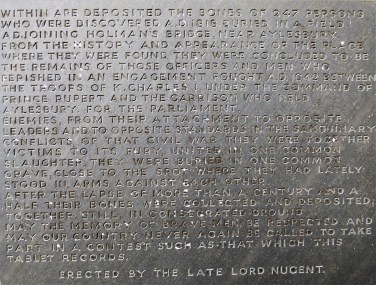 WITHIN ARE DEPOSITED THE BONES OF 247 PERSONS
WHO WERE DISCOVERED A.D. 1818 BURIED IN A FIELD
ADJOINING HOLMAN'S BRIDGE, NEAR AYLESBURY.
FROM THE HISTORY AND APPEARANCE OF THE PLACE
WHERE THEY WERE FOUND, THEY WERE CONSIDERED TO BE
THE REMAINS OF THOSE OFFICERS AND MEN, WHO
PERISHED IN AN ENGAGEMENT FOUGHT A.D. 1642 BETWEEN
THE TROOPS OF K. CHARLES I. UNDER THE COMMAND OF
PRINCE RUPERT AND THE GARRISON WHO HELD
AYLESBURY FOR THE PARLIAMENT.
ENEMIES, FROM THEIR ATTACHMENT TO OPPOSITE
LEADERS AND TO OPPOSITE STANDARDS IN THE SANGUINARY
CONFLICTS OF THAT CIVIL WAR THEY WERE TOGETHER
VICTIMS TO ITS FURY. UNITED IN ONE COMMON
SLAUGHTER, THEY WERE BURIED IN ONE COMMON
GRAVE, CLOSE TO THE SPOT WHERE THEY HAD LATELY
STOOD IN ARMS AGAINST EACH OTHER.
AFTER THE LAPSE OF MORE THAN A CENTURY AND A
HALF THEIR BONES WERE COLLECTED AND DEPOSITED,
TOGETHER STILL, IN CONSECRATED GROUND.
MAY THE MEMORY OF BRAVE MEN BE RESPECTED AND
MAY OUR COUNTRY NEVER AGAIN BE CALLED TO TAKE
PART IN A CONTEST SUCH AS THAT WHICH THIS
TABLET RECORDS.
ERECTED BY THE LATE LORD NUGENT.